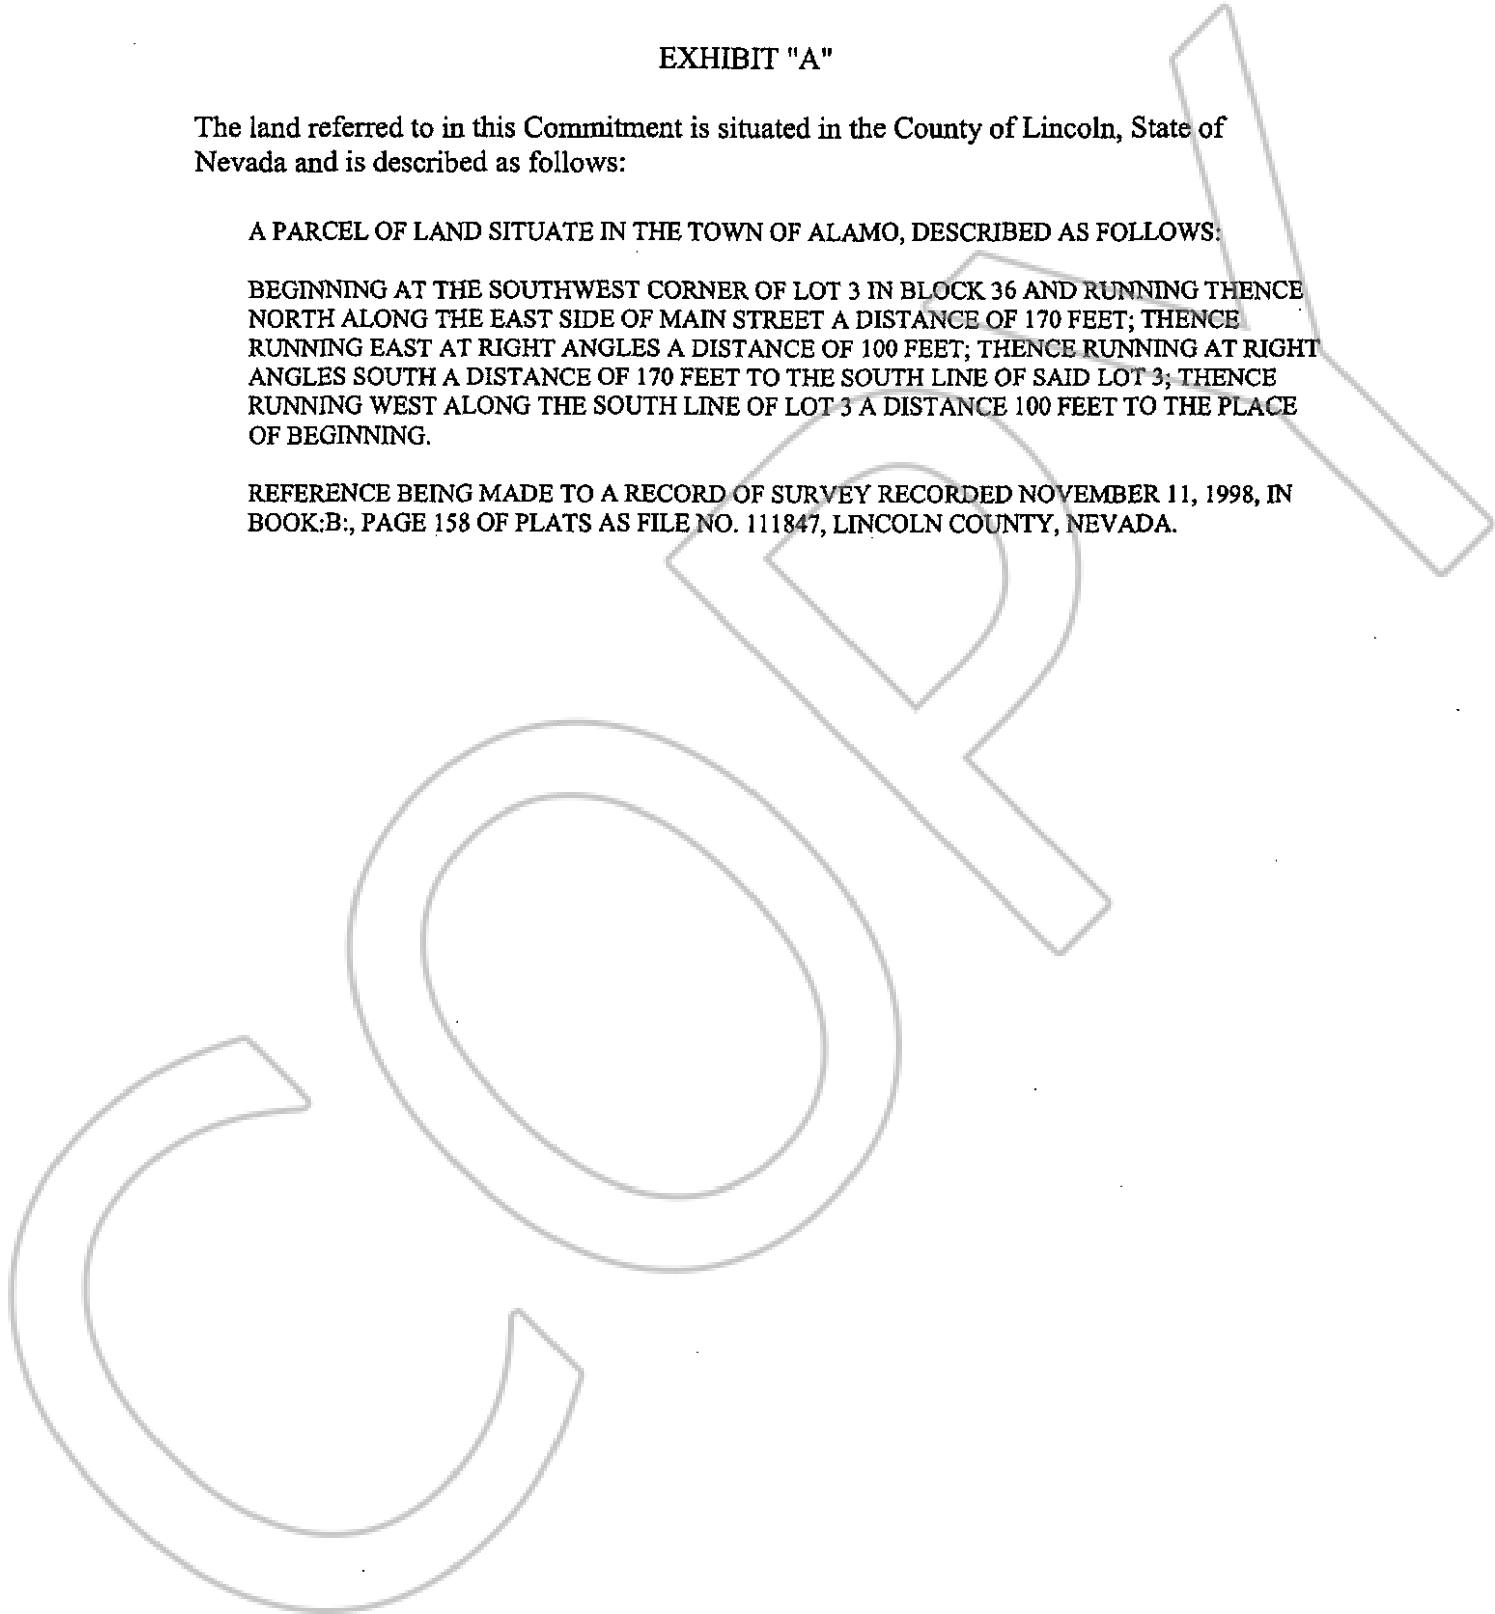 EXHIBIT "A"
The land referred to in this Commitment is situated in the County of Lincoln, State of
Nevada and is described as follows:
A PARCEL OF LAND SITUATE IN THE TOWN OF ALAMO, DESCRIBED AS FOLLOWS:
BEGINNING AT THE SOUTHWEST CORNER OF LOT 3 IN BLOCK 36 AND RUNNING THENCE
NORTH ALONG THE EAST SIDE OF MAIN STREET A DISTANCE OF 170 FEET; THENCE
RUNNING EAST AT RIGHT ANGLES A DISTANCE OF 100 FEET; THENCE RUNNING AT RIGHT
ANGLES SOUTH A DISTANCE OF 170 FEET TO THE SOUTH LINE OF SAID LOT 3; THENCE
RUNNING WEST ALONG THE SOUTH LINE OF LOT 3 A DISTANCE 100 FEET TO THE PLACE
OF BEGINNING.
REFERENCE BEING MADE TO A RECORD OF SURVEY RECORDED NOVEMBER 11, 1998, IN
BOOK:B:, PAGE 158 OF PLATS AS FILE NO. 111847, LINCOLN COUNTY, NEVADA.
COPY